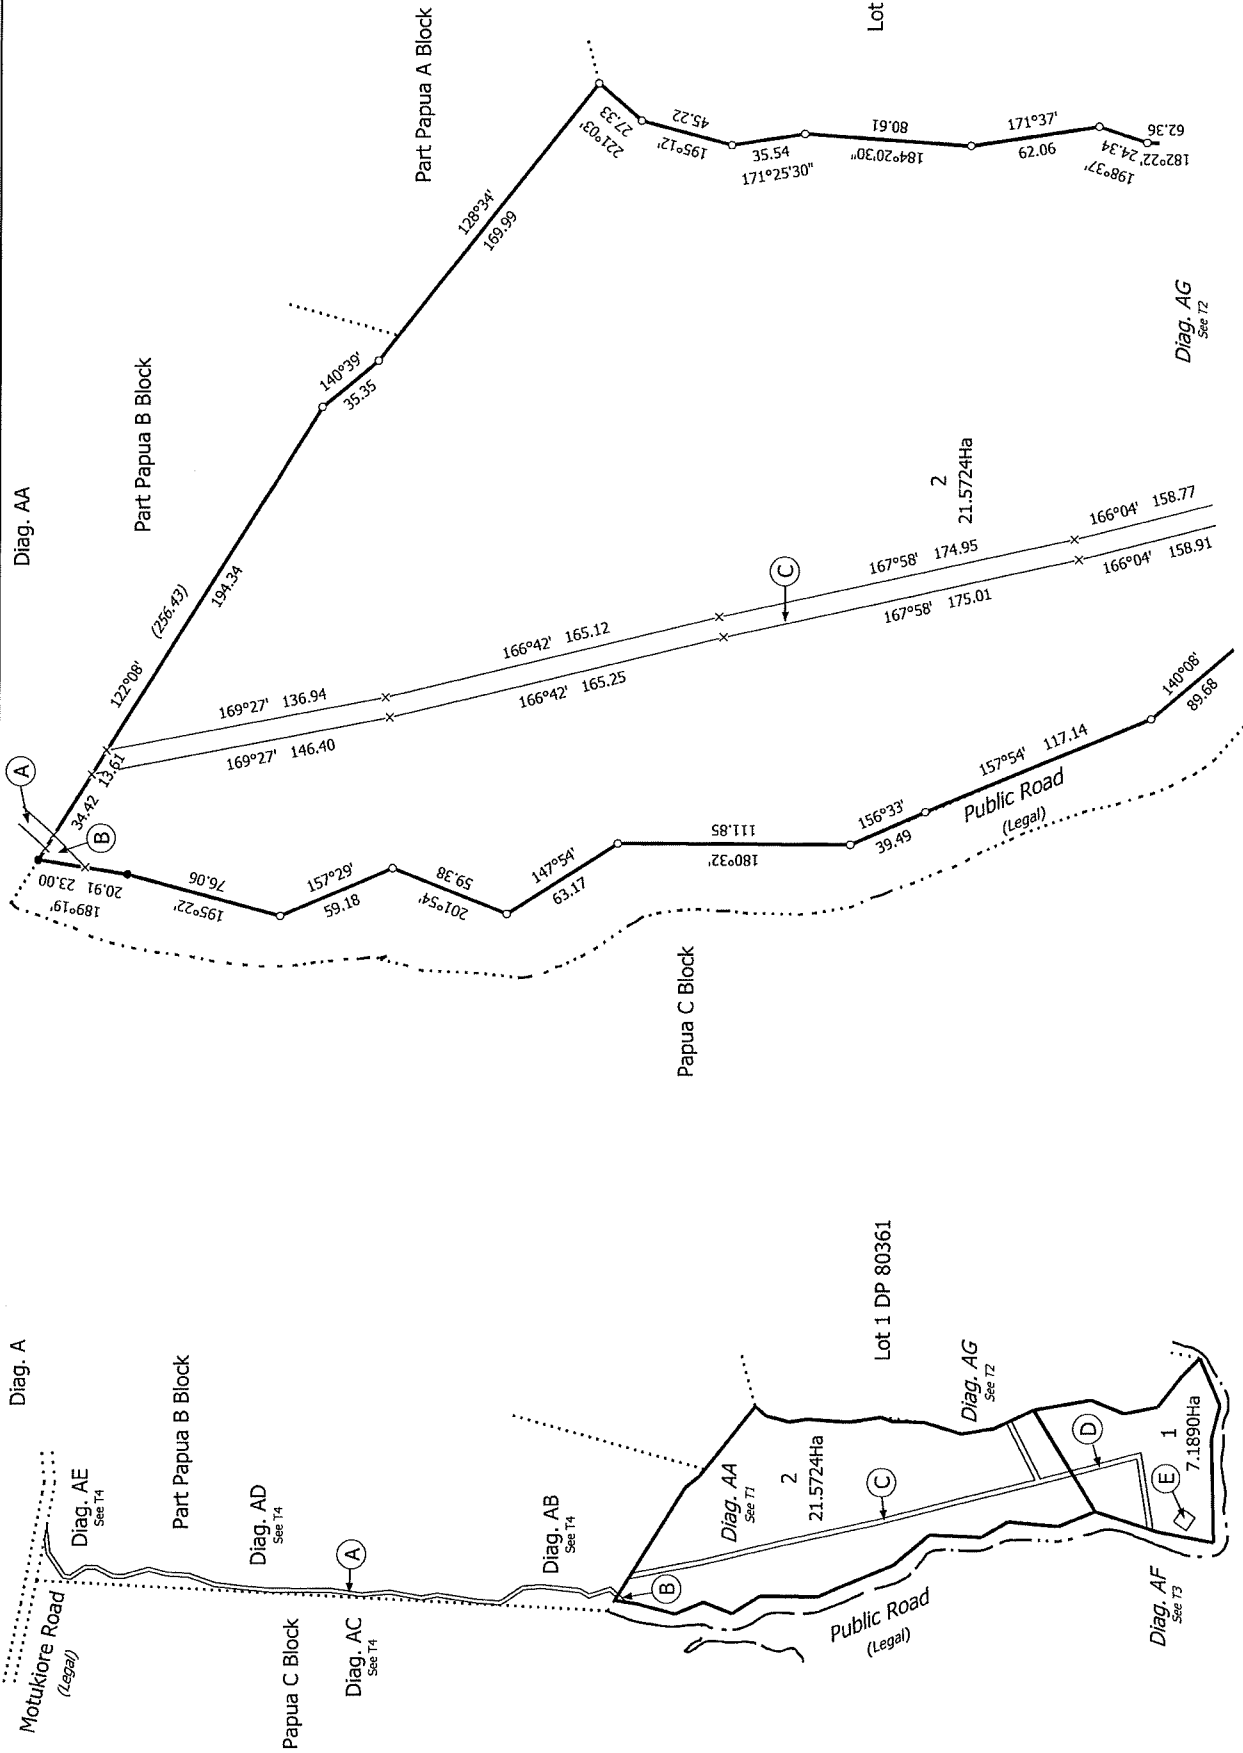 Diag. AA
Part Papua B Block
Part Papua A Block
Lot
A
B
34.42
13.61
122°08'
(256.43)
194.34
140°39'
35.35
128°34'
169.99
221°03'
27.33
195°12'
45.22
35.54
171°25'30"
184°20'30"
80.61
171°37'
62.06
198°37'
24.34
182°22'
62.36
189°19'
20.91
23.00
195°22'
76.06
157°29'
59.18
201°54'
59.38
147°54'
63.17
180°32'
111.85
156°33'
39.49
157°54' 117.14
140°08'
89.68
Public Road
(Legal)
Papua C Block
169°27' 136.94
169°27' 146.40
166°42' 165.12
166°42' 165.25
C
167°58' 174.95
167°58' 175.01
166°04' 158.77
166°04' 158.91
2
21.5724Ha
Diag. AG
See T2
Diag. A
Motukiore Road
(Legal)
Diag. AE
See T4
Part Papua B Block
Diag. AD
See T4
A
Papua C Block
Diag. AC
See T4
Diag. AB
See T4
B
Diag. AA
See T1
2
21.5724Ha
C
Public Road
(Legal)
Lot 1 DP 80361
Diag. AG
See T2
D
E
1
7.1890Ha
Diag. AF
See T3